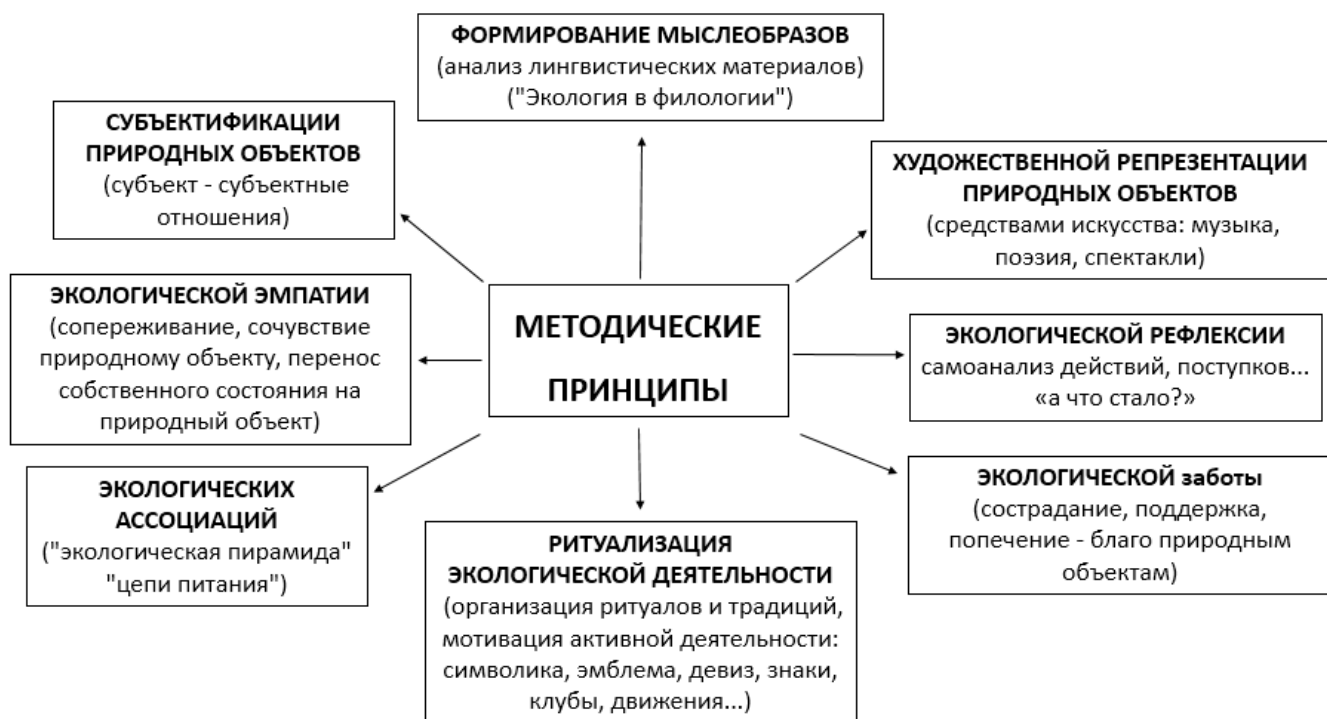 ФОРМИРОВАНИЕ МЫСЛЕОБРАЗОВ
(анализ лингвистических материалов)
("Экология в филологии")
СУБЪЕКТИФИКАЦИИ
ПРИРОДНЫХ ОБЪЕКТОВ
(субъект - субъектные
отношения)
ХУДОЖЕСТВЕННОЙ РЕПРЕЗЕНТАЦИИ
ПРИРОДНЫХ ОБЪЕКТОВ
(средствами искусства: музыка,
поэзия, спектакли)
ЭКОЛОГИЧЕСКОЙ ЭМПАТИИ
(сопереживание, сочувствие
природному объекту, перенос
собственного состояния на
природный объект)
МЕТОДИЧЕСКИЕ
ПРИНЦИПЫ
ЭКОЛОГИЧЕСКОЙ РЕФЛЕКСИИ
самоанализ действий, поступков...
«а что стало?»
ЭКОЛОГИЧЕСКИХ
АССОЦИАЦИЙ
("экологическая пирамида"
"цепи питания")
РИТУАЛИЗАЦИЯ
ЭКОЛОГИЧЕСКОЙ ДЕЯТЕЛЬНОСТИ
(организация ритуалов и традиций,
мотивация активной деятельности:
символика, эмблема, девиз, знаки,
клубы, движения...)
ЭКОЛОГИЧЕСКОЙ заботы
(сострадание, поддержка,
попечение - благо природным
объектам)